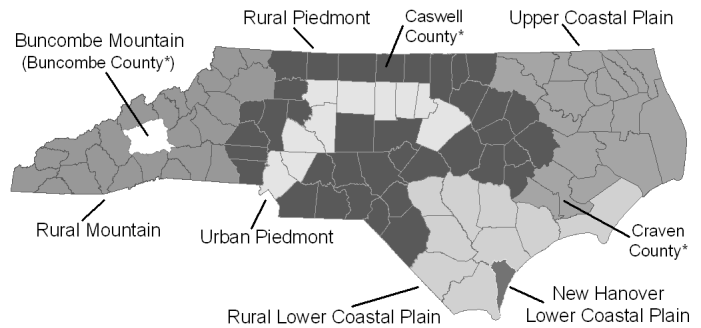 Rural Piedmont
Caswell
County*
Upper Coastal Plain
Buncombe Mountain
(Buncombe County*)
Rural Mountain
Urban Piedmont
Craven
County*
Rural Lower Coastal Plain
New Hanover
Lower Coastal Plain